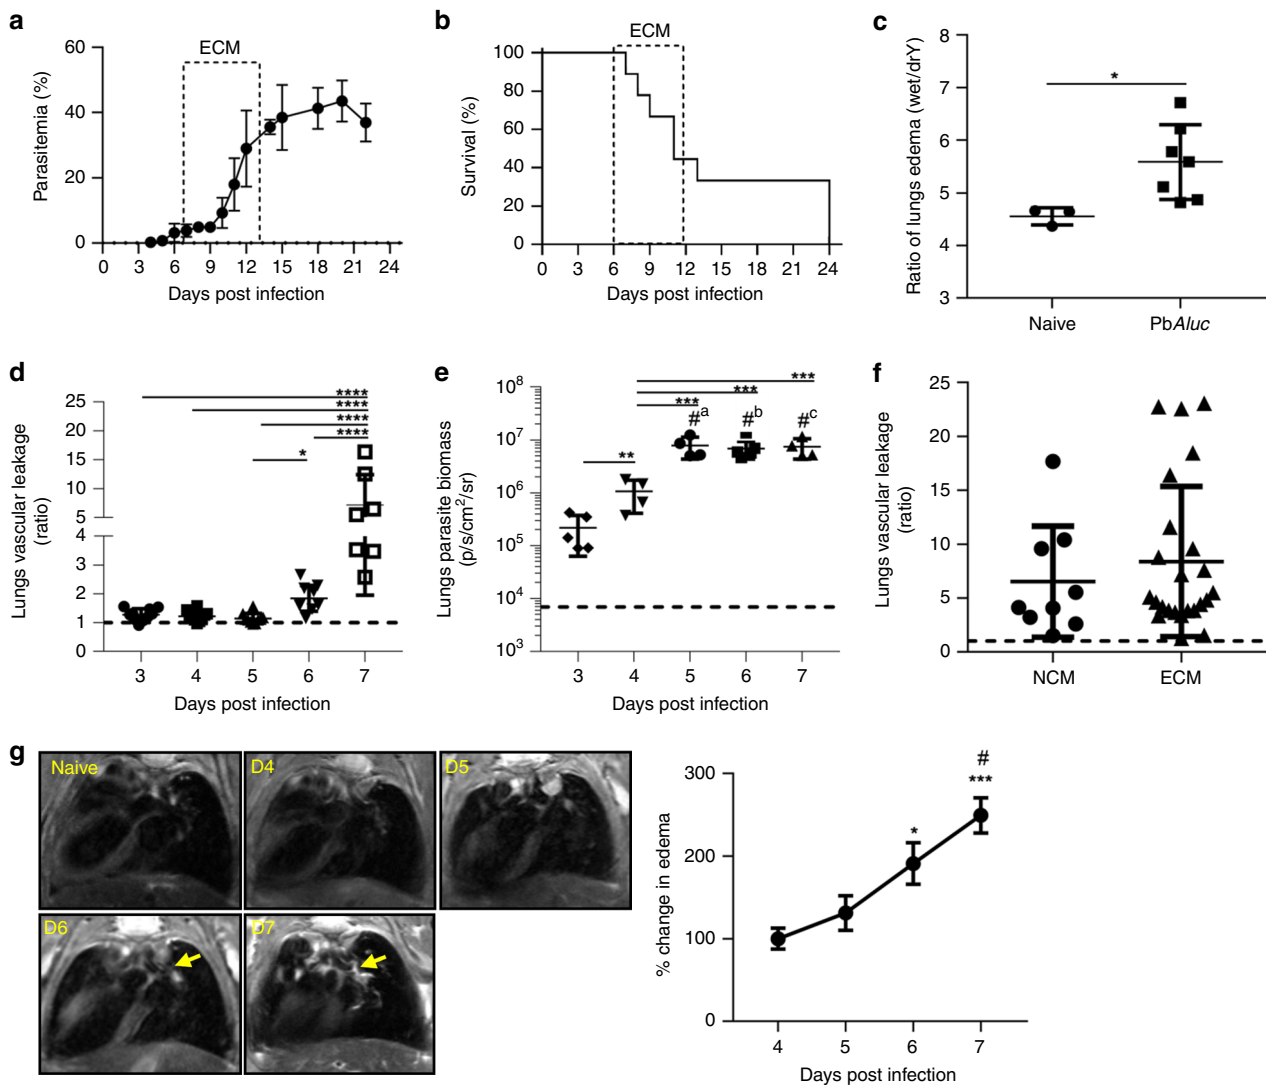 a
ECM
Parasitemia (%)
60
40
20
0
0 3 6 9 12 15 18 21 24
Days post infection
b
ECM
Survival (%)
100
80
60
40
20
0
0 3 6 9 12 15 18 21 24
Days post infection
c
Ratio of lungs edema (wet/drY)
8
7
6
5
4
3
*
Naive PbAluc
d
Lungs vascular leakage
(ratio)
25
20
15
10
5
4
3
2
1
0
****
****
****
****
*
3 4 5 6 7
Days post infection
e
Lungs parasite biomass
(p/s/cm²/sr)
10⁸
10⁷
10⁶
10⁵
10⁴
10³
***
***
***
#a #b #c
**
3 4 5 6 7
Days post infection
f
Lungs vascular leakage
(ratio)
25
20
15
10
5
0
NCM ECM
g
Naive D4 D5
D6 D7
% change in edema
300
200
100
0
#
***
*
4 5 6 7
Days post infection